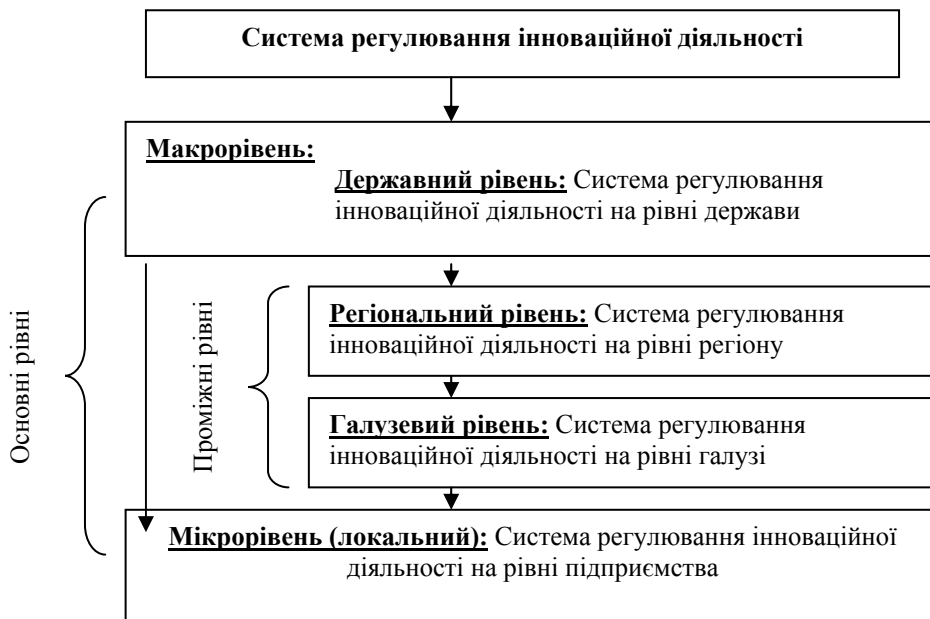 Система регулювання інноваційної діяльності
Макрорівень:
Державний рівень: Система регулювання
інноваційної діяльності на рівні держави
Основні рівні
Проміжні рівні
Регіональний рівень: Система регулювання
інноваційної діяльності на рівні регіону
Галузевий рівень: Система регулювання
інноваційної діяльності на рівні галузі
Мікрорівень (локальний): Система регулювання інноваційної
діяльності на рівні підприємства